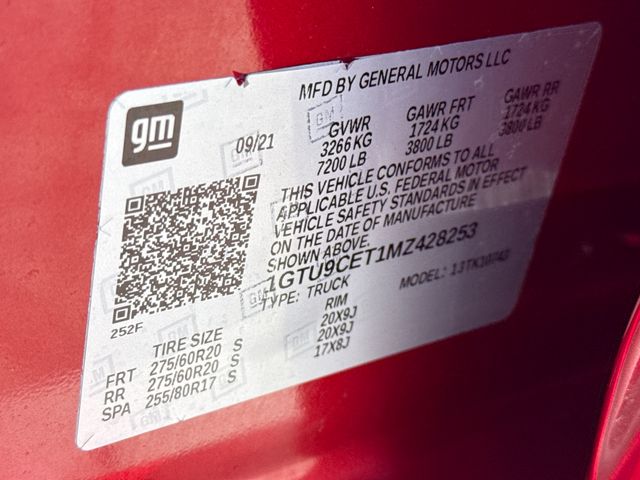 MFD BY GENERAL MOTORS LLC
gm
09/21
GVWR GAWR FRT GAWR RR
3266 KG 1724 KG 1724 KG
7200 LB 3800 LB 3800 LB
THIS VEHICLE CONFORMS TO ALL
APPLICABLE U.S. FEDERAL MOTOR
VEHICLE SAFETY STANDARDS IN EFFECT
ON THE DATE OF MANUFACTURE
SHOWN ABOVE.
1GTU9CET1MZ428253
TYPE: TRUCK MODEL: 13TK10743
252F
TIRE SIZE RIM
FRT 275/60R20 S 20X9J
RR 275/60R20 S 20X9J
SPA 255/80R17 S 17X8J